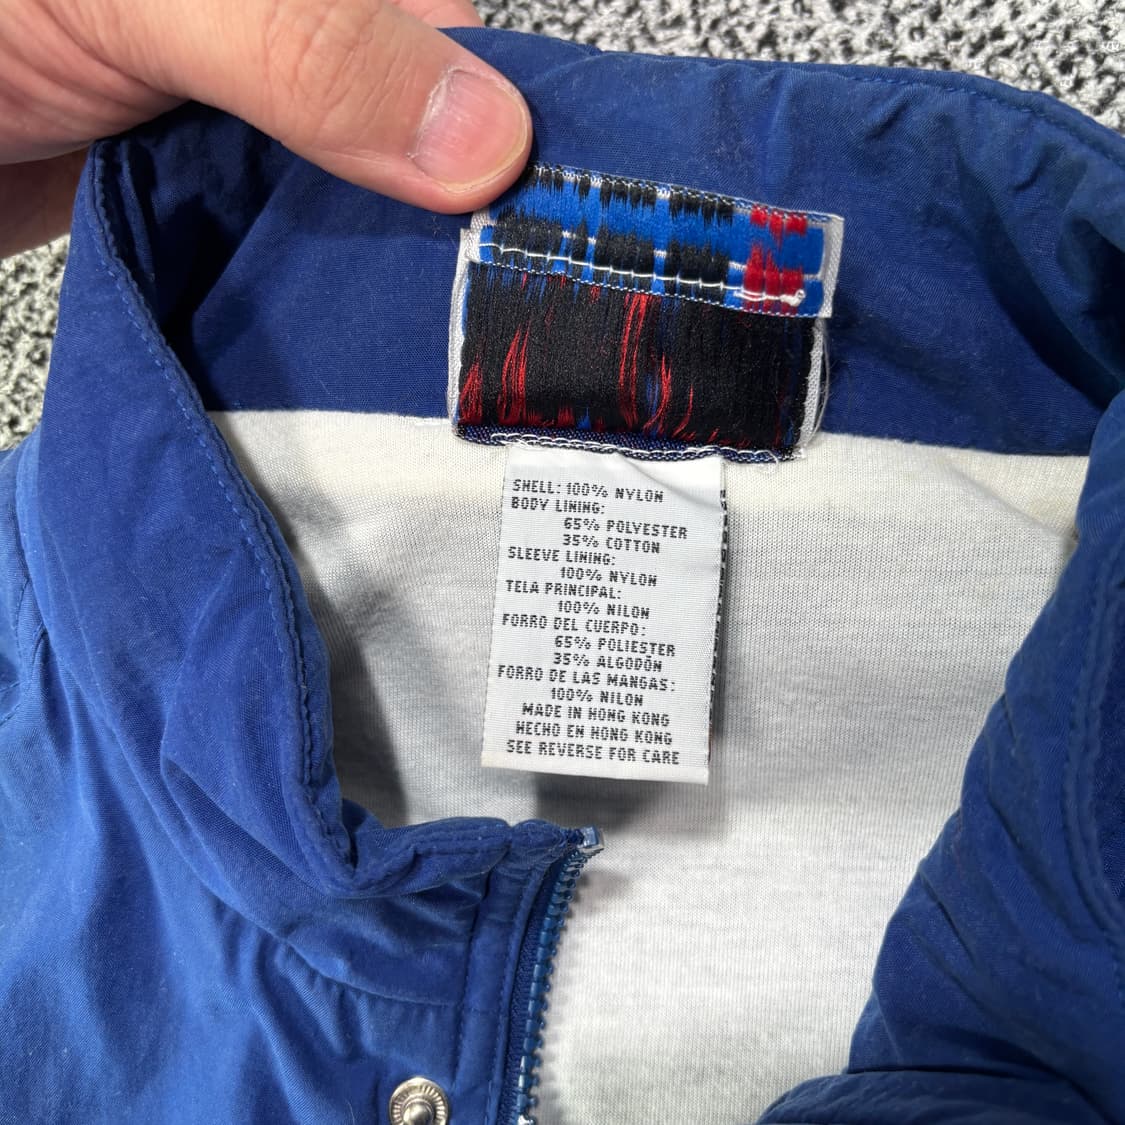 SHELL: 100% NYLON
BODY LINING:
65% POLYESTER
35% COTTON
SLEEVE LINING:
100% NYLON
TELA PRINCIPAL:
100% NILON
FORRO DEL CUERPO:
65% POLIESTER
35% ALGODÓN
FORRO DE LAS MANGAS:
100% NILON
MADE IN HONG KONG
HECHO EN HONG KONG
SEE REVERSE FOR CARE